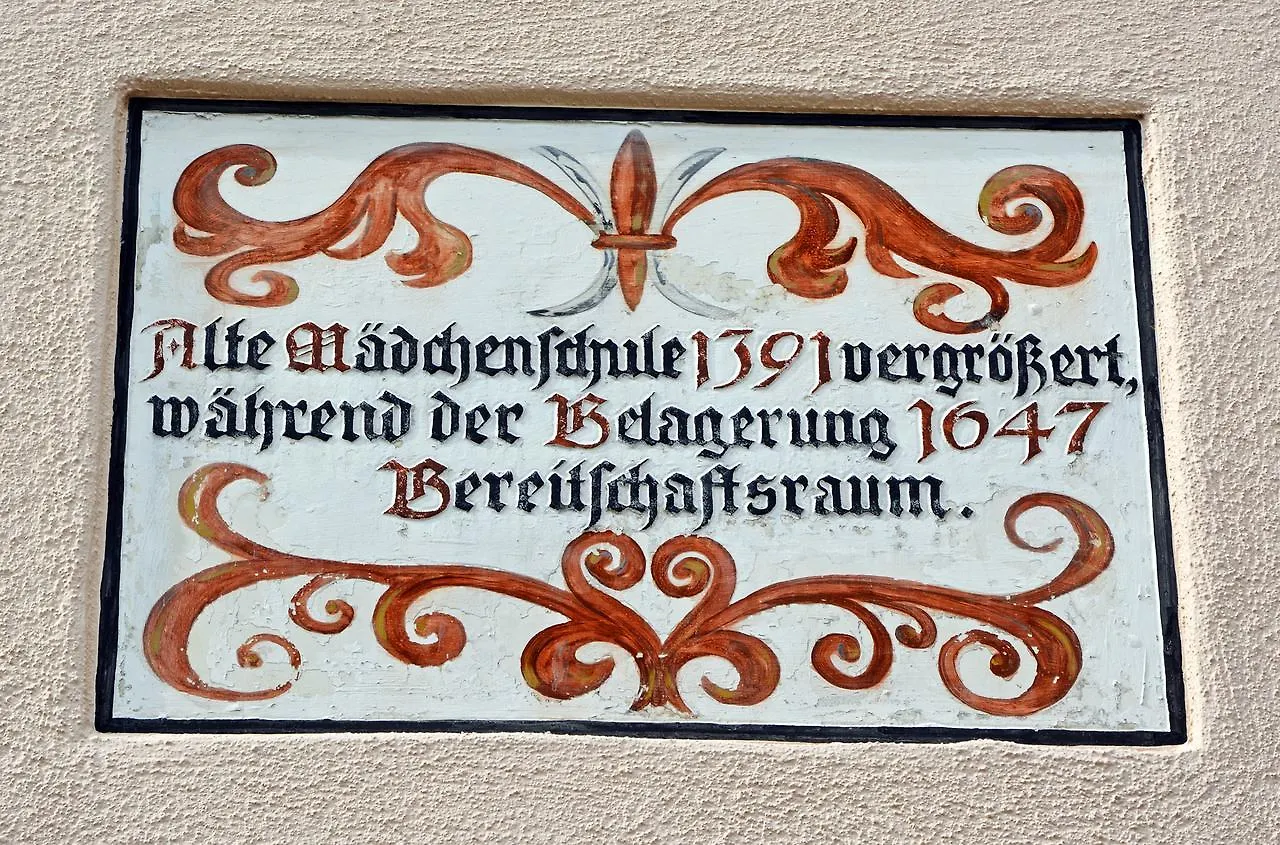 Alte Mädchenschule 1391 vergrößert,
während der Belagerung 1647
Bereitschaftsraum.